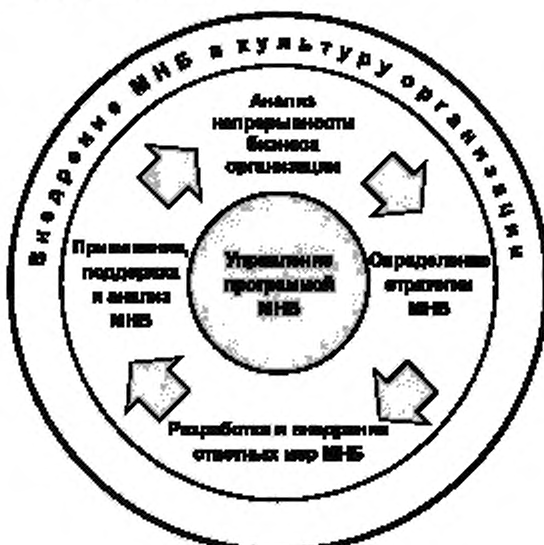 Внедрение МНБ в культуру организации
Анализ
непрерывности
бизнеса
организации
Применение,
поддержка
и анализ
МНБ
Управление
программой
МНБ
Определение
стратегии
МНБ
Разработка и внедрение
ответных мер МНБ